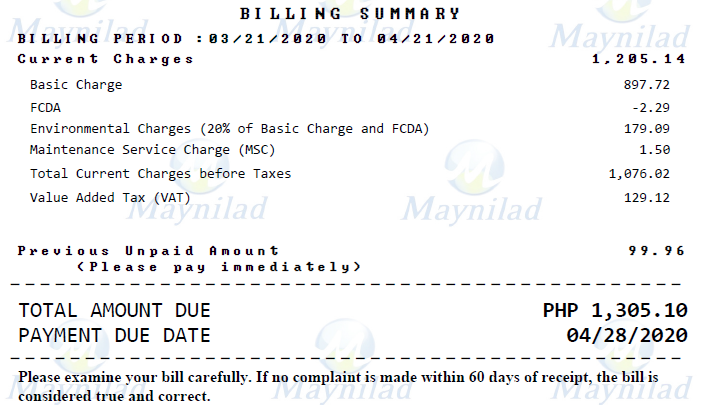 BILLING SUMMARY
BILLING PERIOD :03/21/2020 TO 04/21/2020
Current Charges 1,205.14
Basic Charge 897.72
FCDA -2.29
Environmental Charges (20% of Basic Charge and FCDA) 179.09
Maintenance Service Charge (MSC) 1.50
Total Current Charges before Taxes 1,076.02
Value Added Tax (VAT) 129.12
Maynilad Maynilad
Previous Unpaid Amount 99.96
(Please pay immediately)
TOTAL AMOUNT DUE PHP 1,305.10
PAYMENT DUE DATE 04/28/2020
Please examine your bill carefully. If no complaint is made within 60 days of receipt, the bill is
considered true and correct.